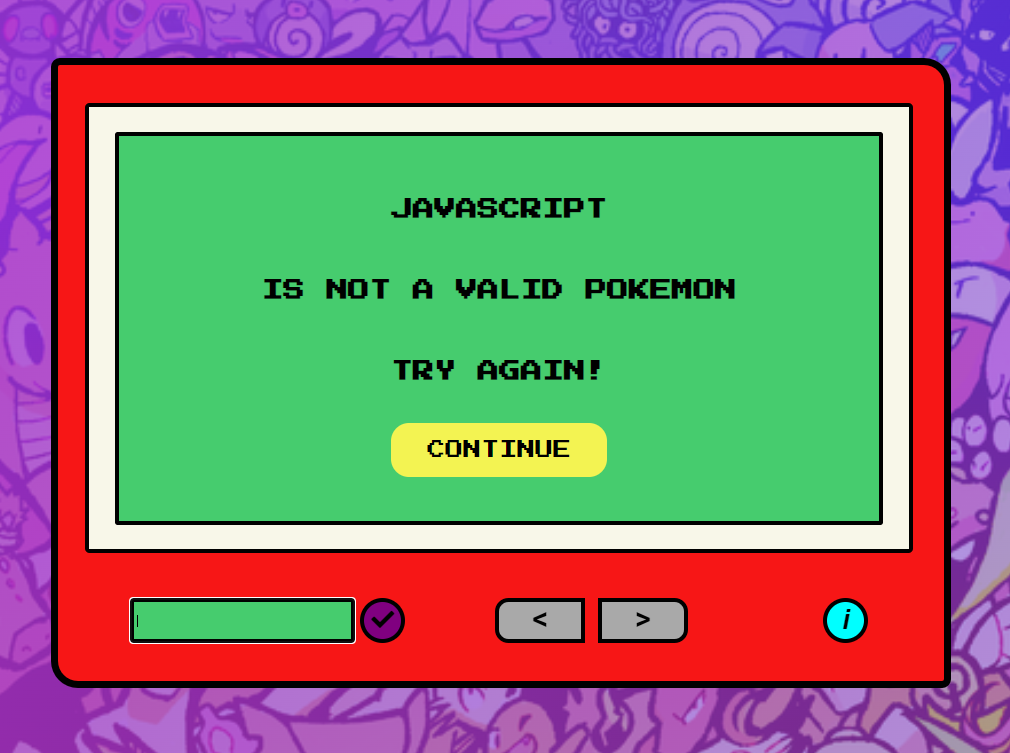 JAVASCRIPT
IS NOT A VALID POKEMON
TRY AGAIN!
CONTINUE
< > i